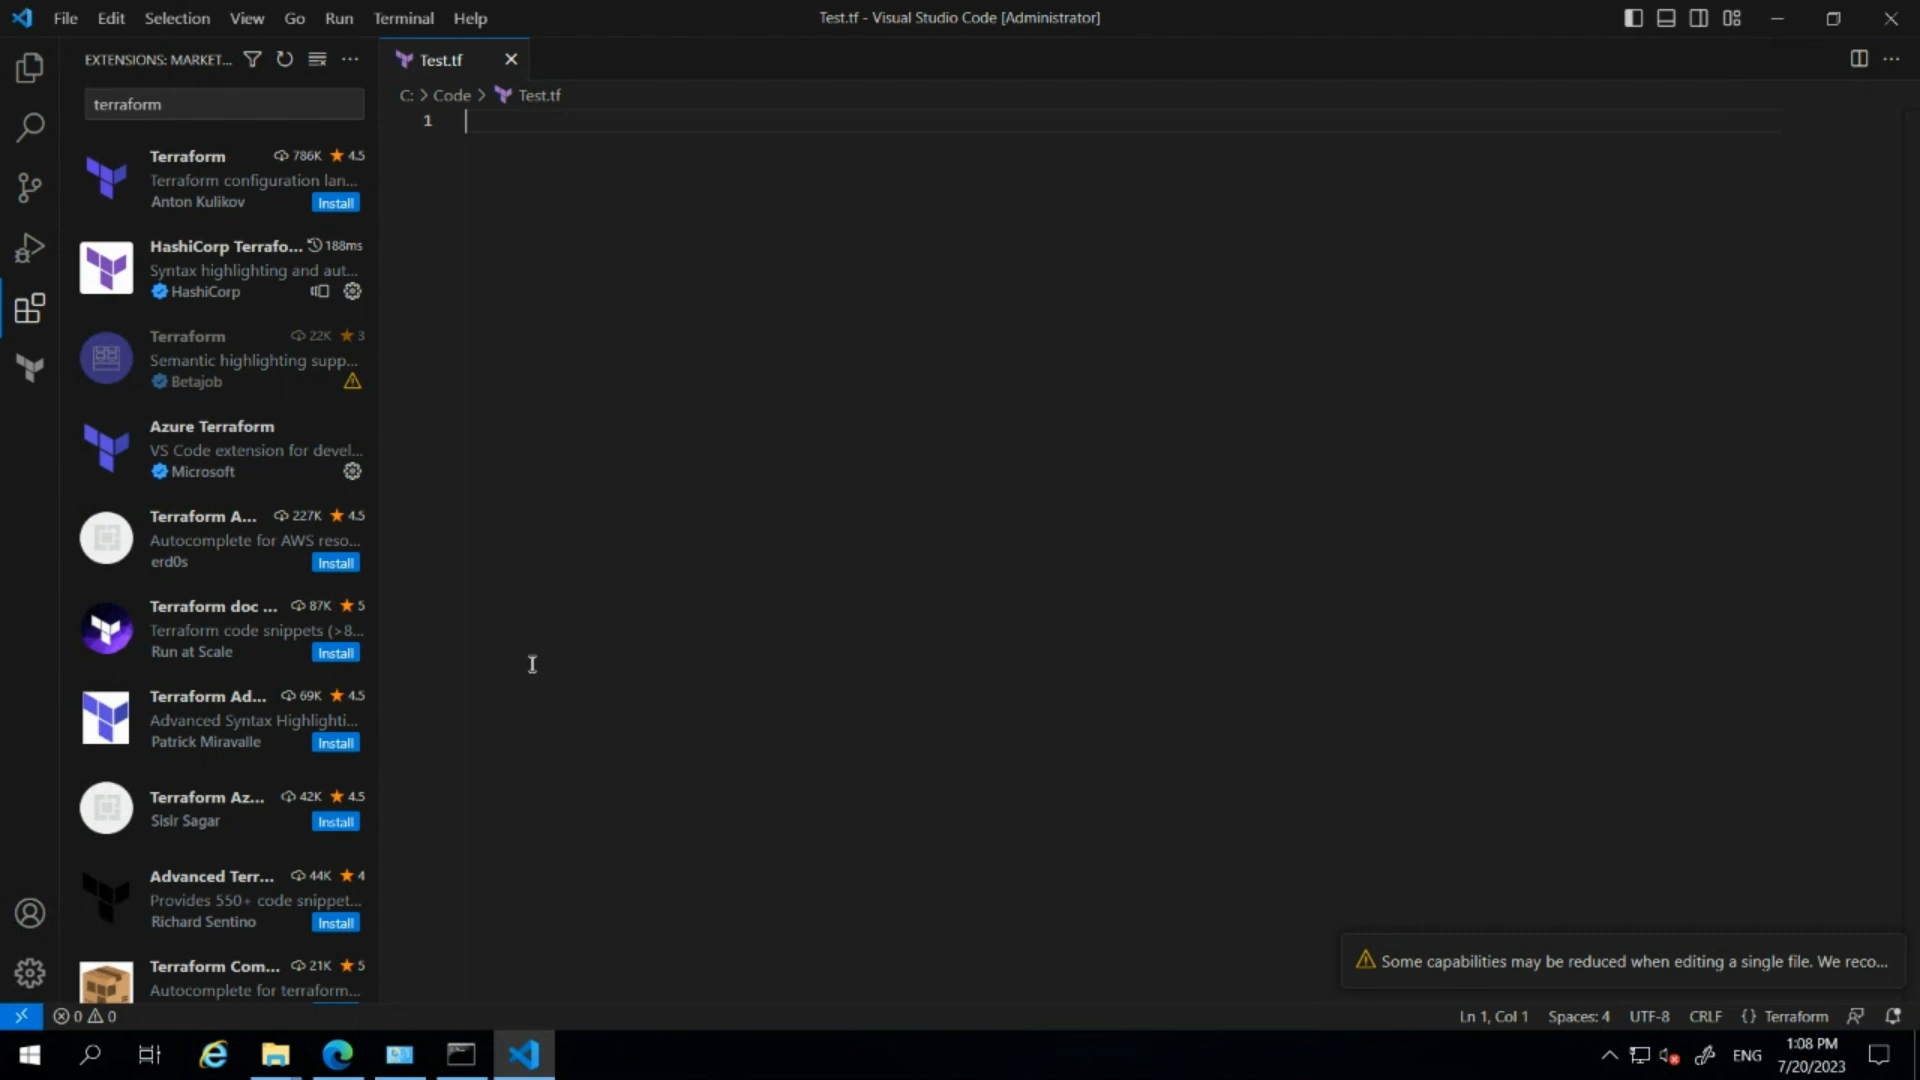 File Edit Selection View Go Run Terminal Help
Test.tf - Visual Studio Code [Administrator]
EXTENSIONS: MARKET...
Test.tf
terraform
C: > Code > Test.tf
1
Terraform 786K 4.5
Terraform configuration lan...
Anton Kulikov Install
HashiCorp Terrafo... 188ms
Syntax highlighting and aut...
HashiCorp
Terraform 22K 3
Semantic highlighting supp...
Betajob
Azure Terraform
VS Code extension for devel...
Microsoft
Terraform A... 227K 4.5
Autocomplete for AWS reso...
erd0s Install
Terraform doc ... 87K 5
Terraform code snippets (>8...
Run at Scale Install
Terraform Ad... 69K 4.5
Advanced Syntax Highlighti...
Patrick Miravalle Install
Terraform Az... 42K 4.5
Sisir Sagar Install
Advanced Terr... 44K 4
Provides 550+ code snippet...
Richard Sentino Install
Terraform Com... 21K 5
Autocomplete for terraform...
Some capabilities may be reduced when editing a single file. We reco...
0 0
Ln 1, Col 1 Spaces: 4 UTF-8 CRLF {} Terraform
ENG
1:08 PM
7/20/2023